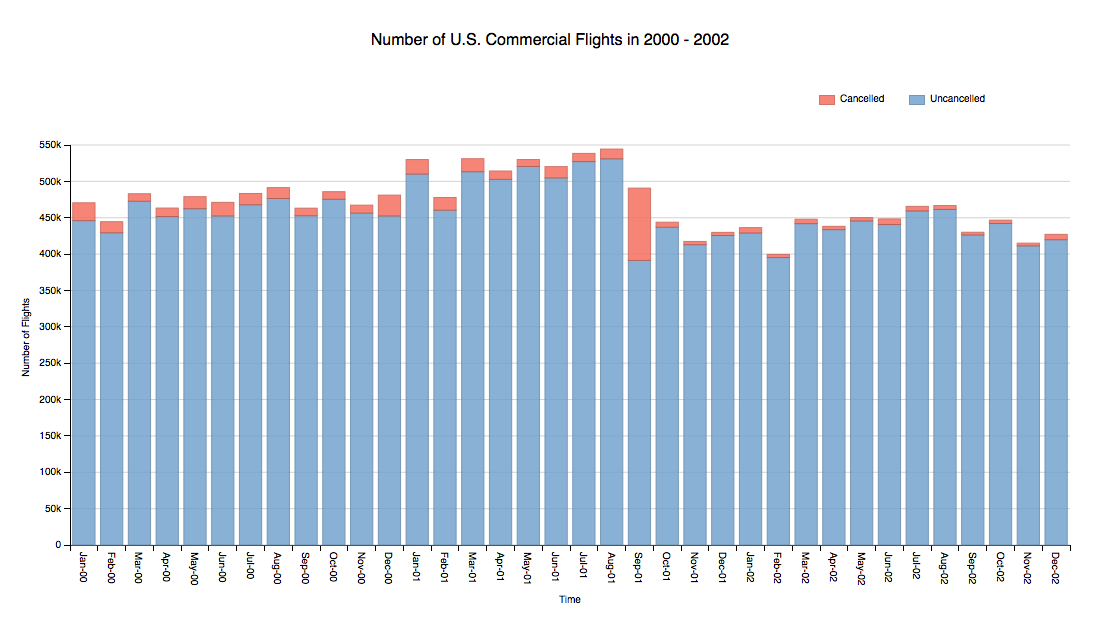 Number of U.S. Commercial Flights in 2000 - 2002
Cancelled
Uncancelled
550k
500k
450k
400k
350k
300k
250k
200k
150k
100k
50k
0
Number of Flights
Jan-00
Feb-00
Mar-00
Apr-00
May-00
Jun-00
Jul-00
Aug-00
Sep-00
Oct-00
Nov-00
Dec-00
Jan-01
Feb-01
Mar-01
Apr-01
May-01
Jun-01
Jul-01
Aug-01
Sep-01
Oct-01
Nov-01
Dec-01
Jan-02
Feb-02
Mar-02
Apr-02
May-02
Jun-02
Jul-02
Aug-02
Sep-02
Oct-02
Nov-02
Dec-02
Time